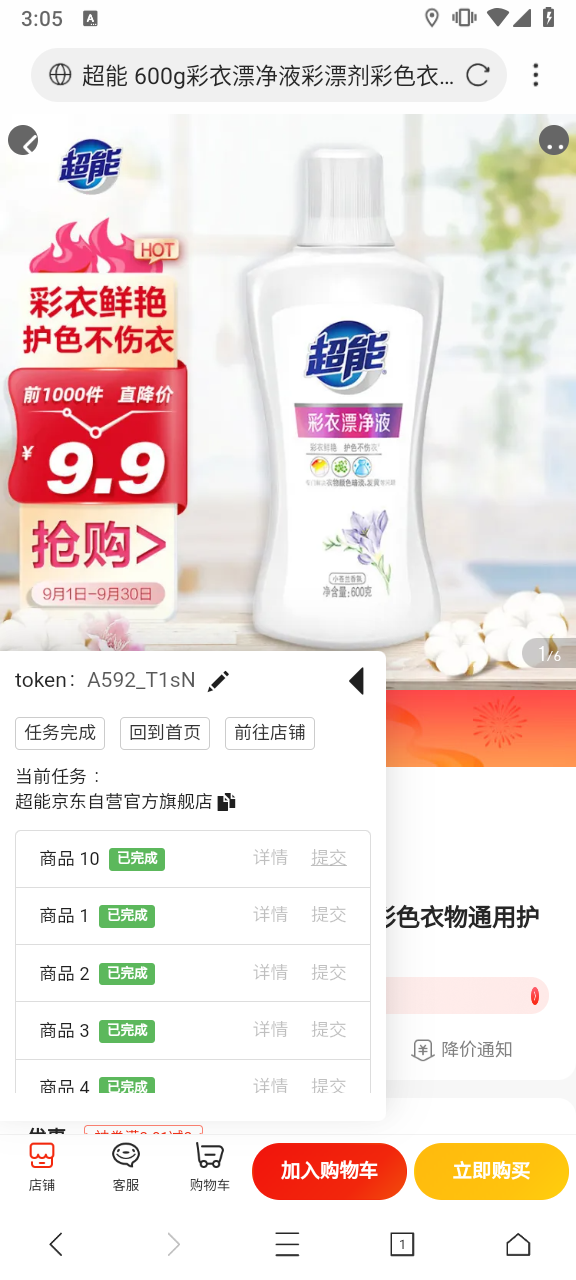 3:05
A
超能 600g彩衣漂净液彩漂剂彩色衣...
超能
HOT
彩衣鲜艳
护色不伤衣
前1000件 直降价
¥9.9
抢购>
9月1日-9月30日
超能
彩衣漂净液
彩衣鲜艳 护色不伤衣
小苍兰香氛
净含量:600克
1/6
token: A592_T1sN
任务完成
回到首页
前往店铺
当前任务：
超能京东自营官方旗舰店
商品 10 已完成 详情 提交
商品 1 已完成 详情 提交
商品 2 已完成 详情 提交
商品 3 已完成 详情 提交
商品 4 已完成 详情 提交
彩色衣物通用护
降价通知
优惠
店铺
客服
购物车
加入购物车
立即购买
1